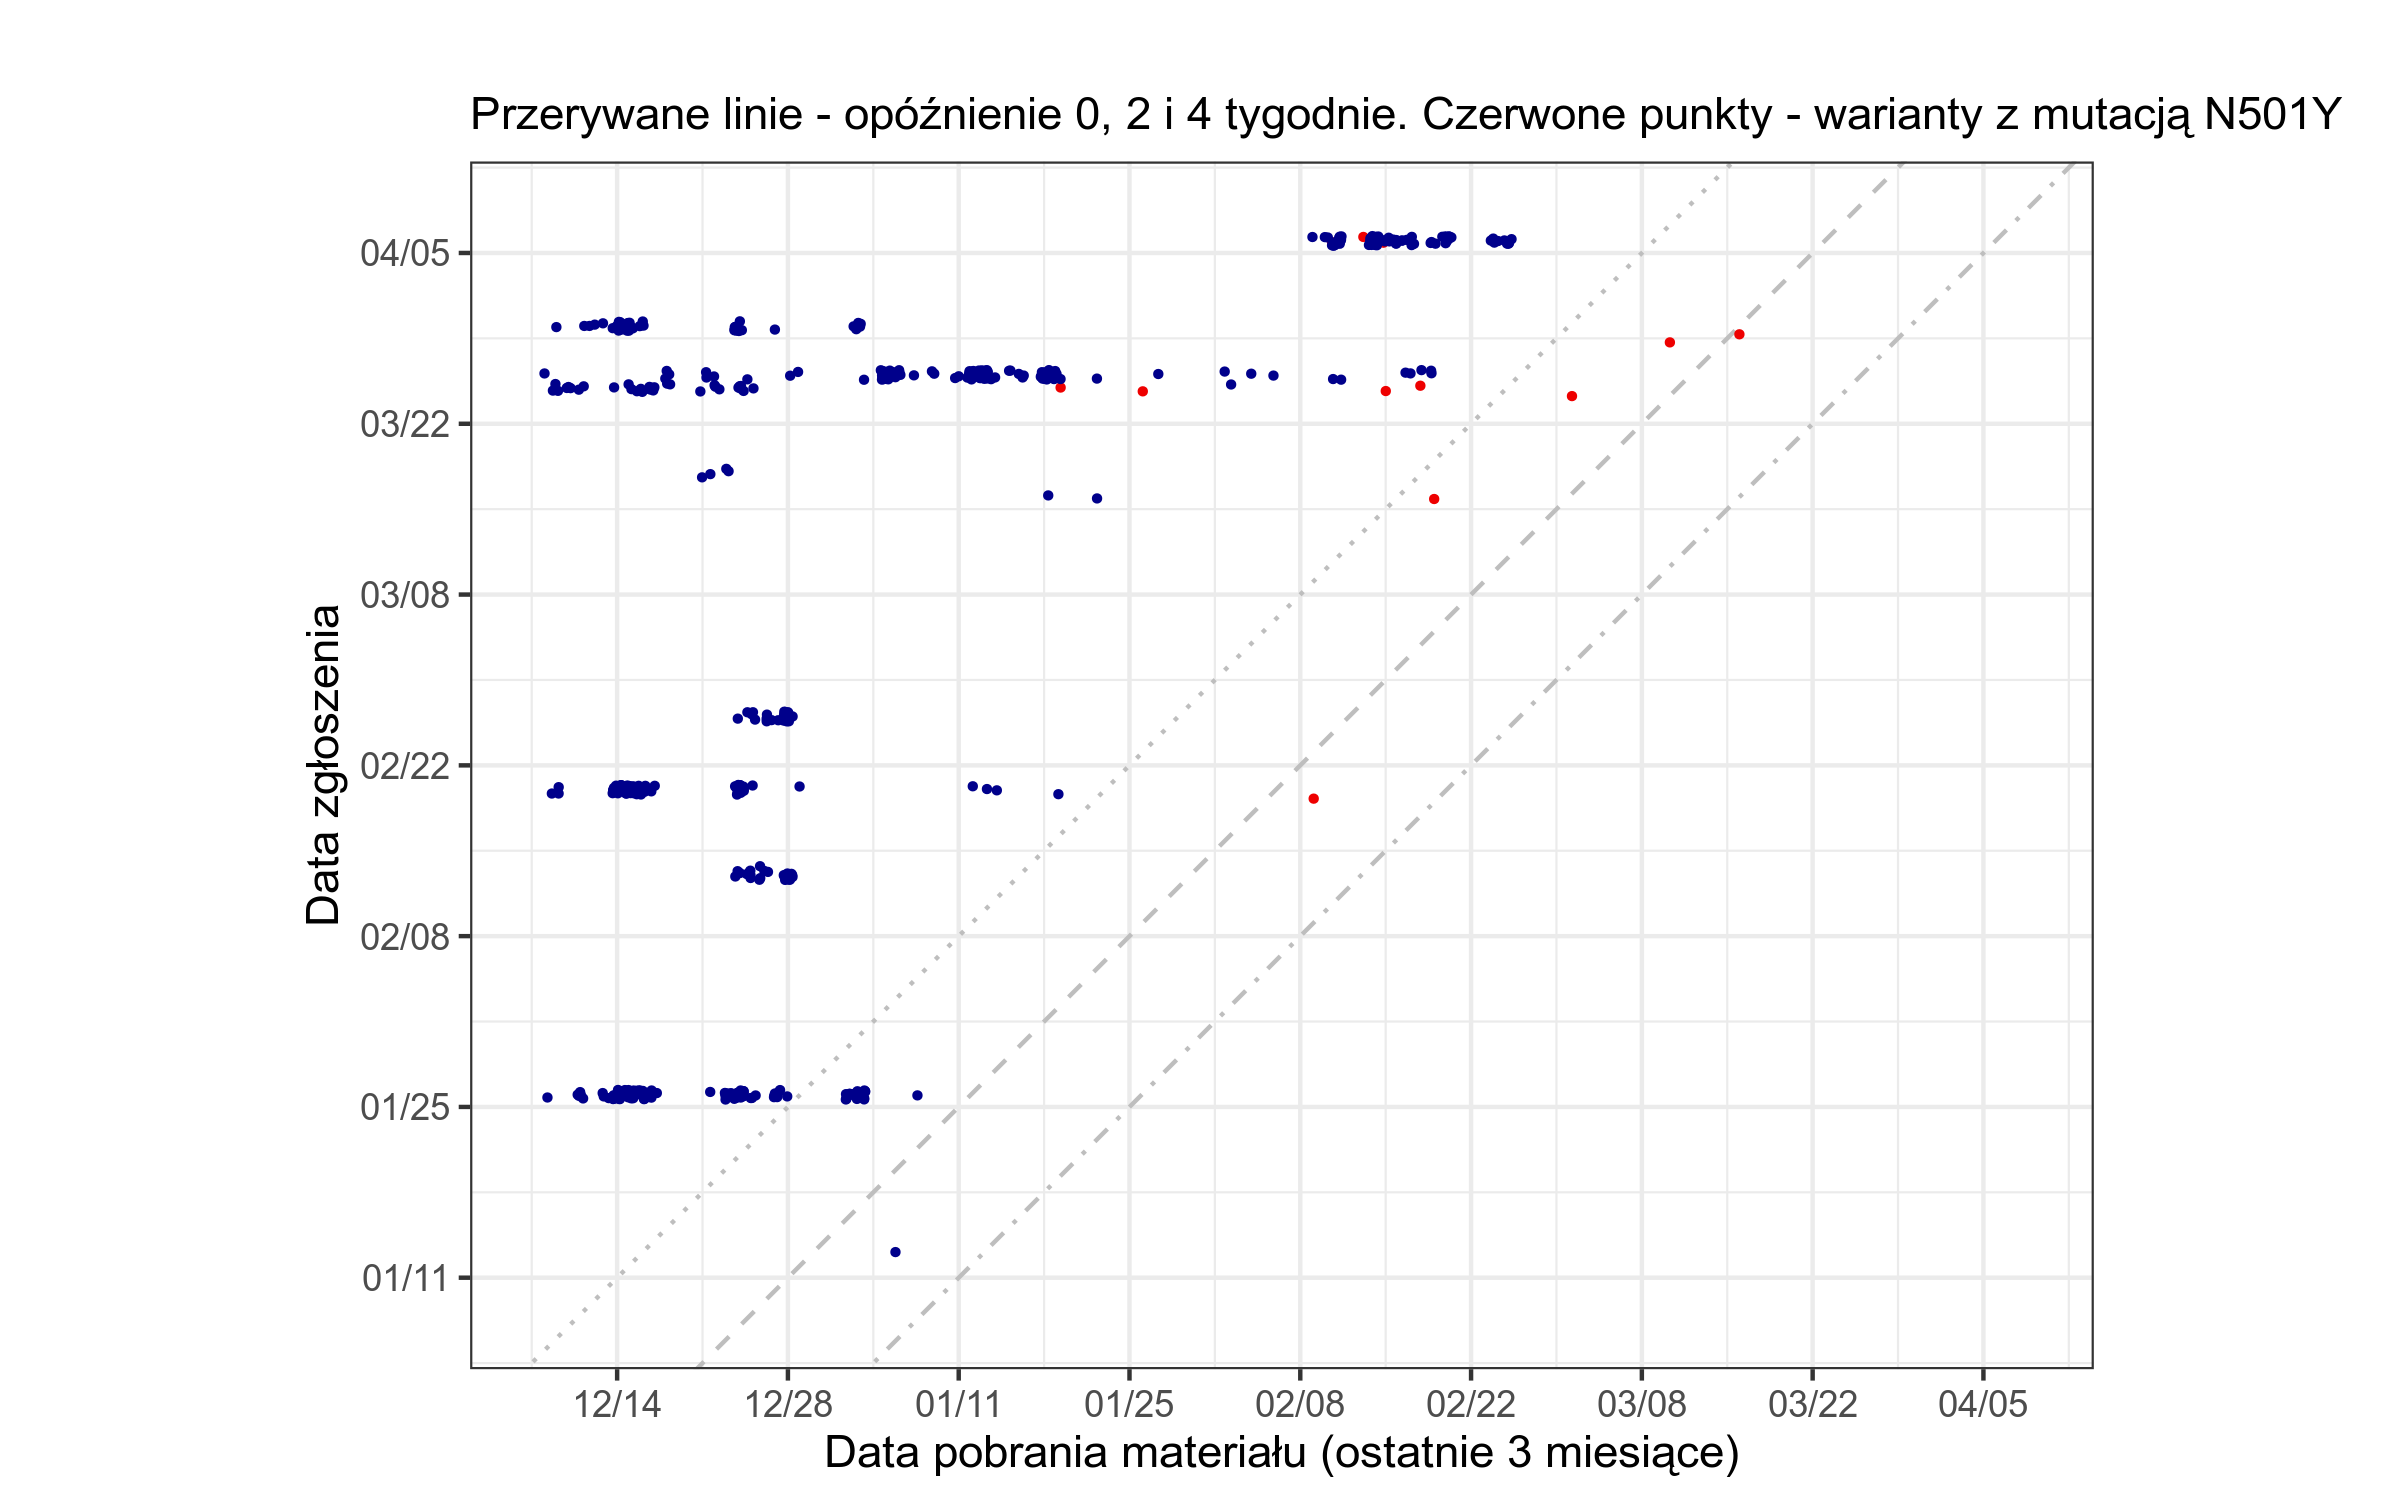 Przerywane linie - opóźnienie 0, 2 i 4 tygodnie. Czerwone punkty - warianty z mutacją N501Y
04/05
03/22
03/08
02/22
02/08
01/25
01/11
Data zgłoszenia
12/14 12/28 01/11 01/25 02/08 02/22 03/08 03/22 04/05
Data pobrania materiału (ostatnie 3 miesiące)